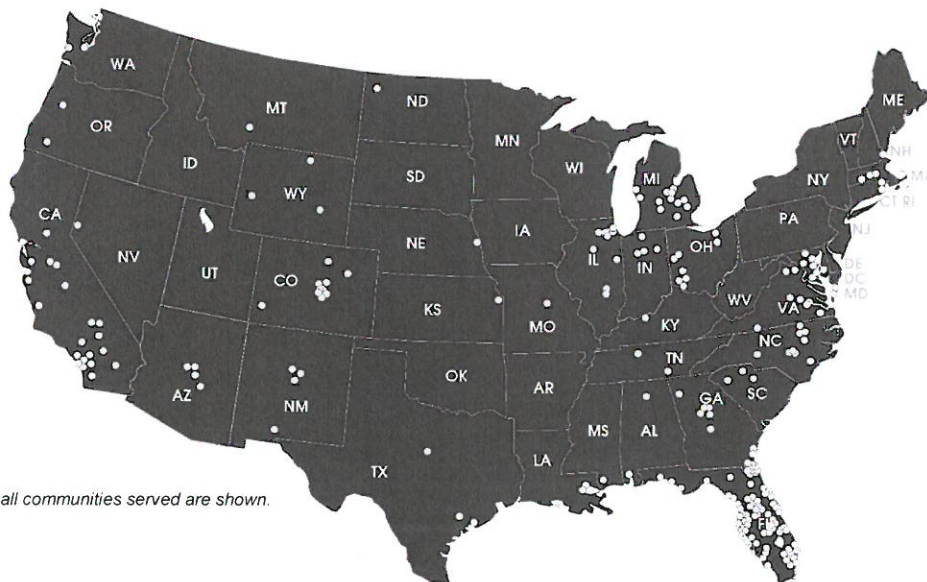 WA
MT
ND
OR
MN
ME
VT
NH
ID
SD
WI
MI
NY
MA
WY
CT RI
CA
IA
PA
NJ
NE
OH
NV
UT
CO
IL
IN
DE
DC
MD
WV
KS
MO
VA
KY
NC
TN
OK
AR
AZ
NM
SC
GA
MS
AL
TX
LA
all communities served are shown.
FL